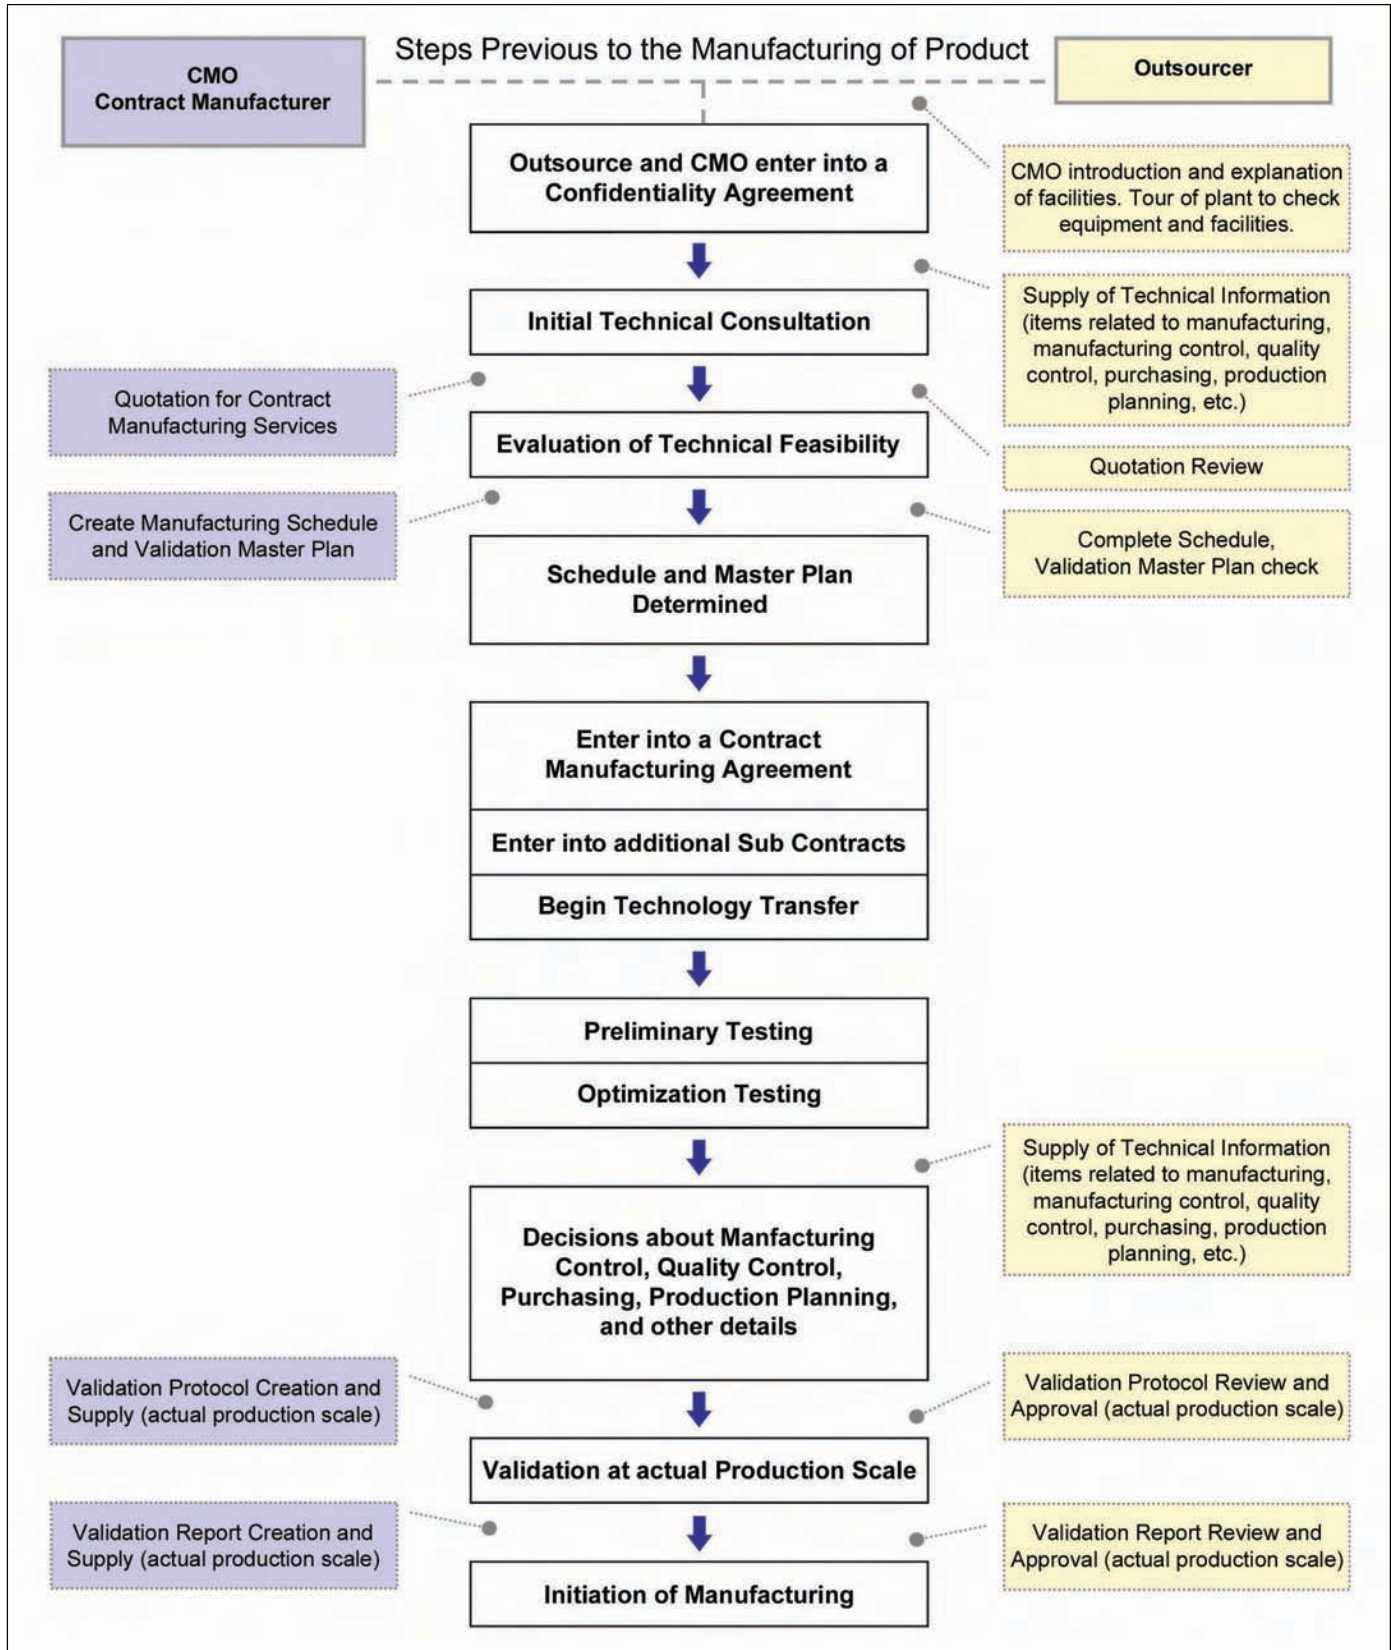 Steps Previous to the Manufacturing of Product
CMO
Contract Manufacturer
Outsourcer
Outsource and CMO enter into a
Confidentiality Agreement
CMO introduction and explanation
of facilities. Tour of plant to check
equipment and facilities.
Initial Technical Consultation
Supply of Technical Information
(items related to manufacturing,
manufacturing control, quality
control, purchasing, production
planning, etc.)
Quotation for Contract
Manufacturing Services
Evaluation of Technical Feasibility
Quotation Review
Create Manufacturing Schedule
and Validation Master Plan
Complete Schedule,
Validation Master Plan check
Schedule and Master Plan
Determined
Enter into a Contract
Manufacturing Agreement
Enter into additional Sub Contracts
Begin Technology Transfer
Preliminary Testing
Optimization Testing
Supply of Technical Information
(items related to manufacturing,
manufacturing control, quality
control, purchasing, production
planning, etc.)
Decisions about Manfacturing
Control, Quality Control,
Purchasing, Production Planning,
and other details
Validation Protocol Creation and
Supply (actual production scale)
Validation Protocol Review and
Approval (actual production scale)
Validation at actual Production Scale
Validation Report Creation and
Supply (actual production scale)
Validation Report Review and
Approval (actual production scale)
Initiation of Manufacturing